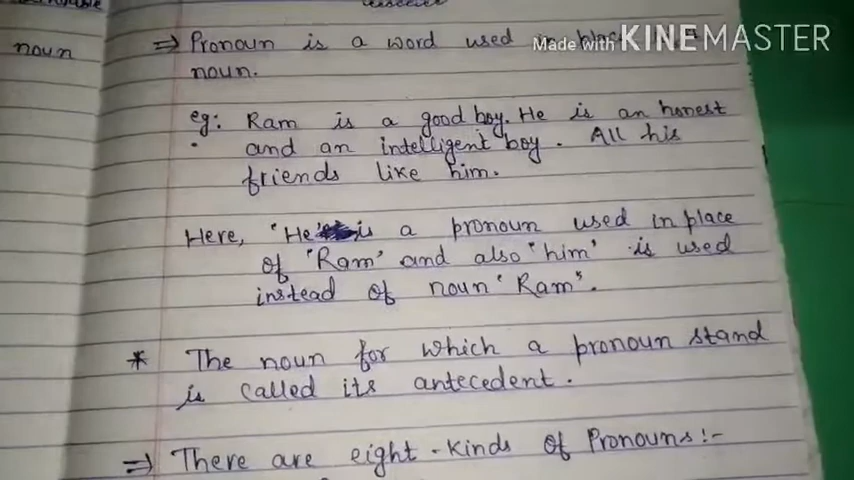 noun
⇒ Pronoun is a word used in place
noun.
Made with KINEMASTER
eg: Ram is a good boy. He is an honest
and an intelligent boy. All his
friends like him.
Here, 'He' is a pronoun used in place
of 'Ram' and also 'him' is used
instead of noun 'Ram'.
* The noun for which a pronoun stand
is called its antecedent.
⇒ There are eight - kinds of Pronouns:-